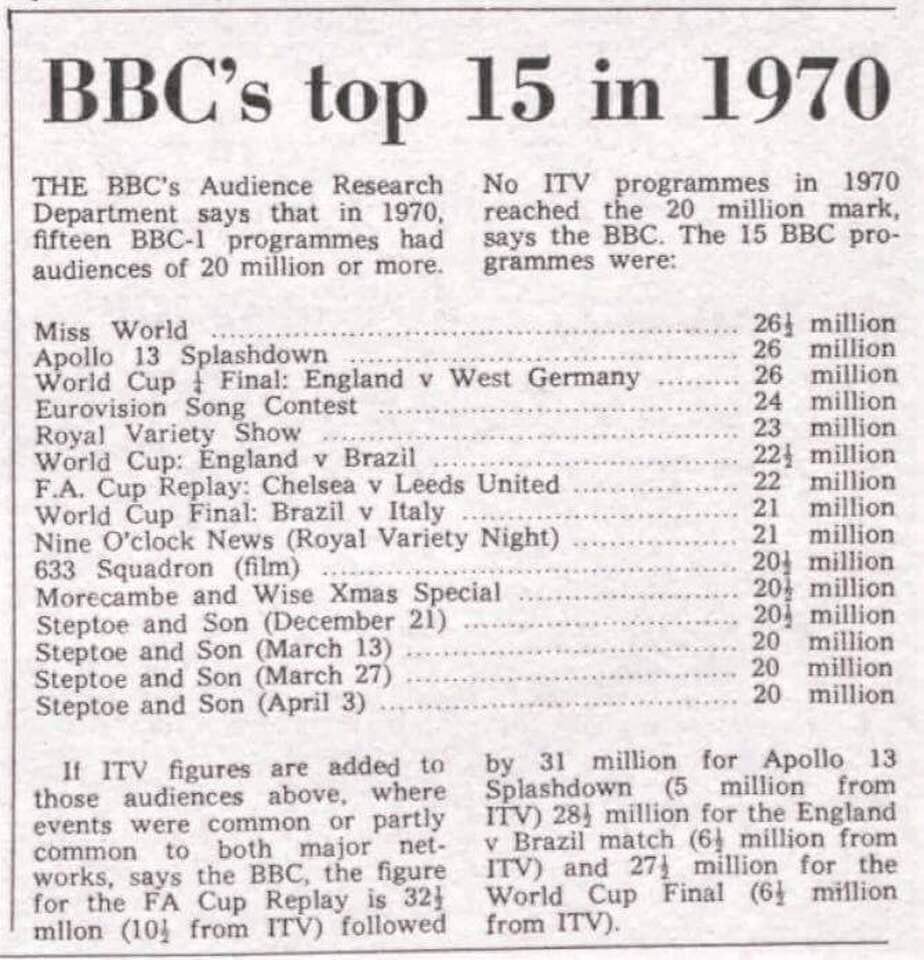 BBC's top 15 in 1970
THE BBC's Audience Research
Department says that in 1970,
fifteen BBC-1 programmes had
audiences of 20 million or more.
No ITV programmes in 1970
reached the 20 million mark,
says the BBC. The 15 BBC pro-
grammes were:
Miss World ........................................ 26½ million
Apollo 13 Splashdown ........................................ 26 million
World Cup ¼ Final: England v West Germany ......... 26 million
Eurovision Song Contest ........................................ 24 million
Royal Variety Show ........................................ 23 million
World Cup: England v Brazil ................................ 22½ million
F.A. Cup Replay: Chelsea v Leeds United .................. 22 million
World Cup Final: Brazil v Italy .............................. 21 million
Nine O'clock News (Royal Variety Night) .................. 21 million
633 Squadron (film) ........................................ 20½ million
Morecambe and Wise Xmas Special ........................ 20½ million
Steptoe and Son (December 21) .............................. 20½ million
Steptoe and Son (March 13) .................................. 20 million
Steptoe and Son (March 27) .................................. 20 million
Steptoe and Son (April 3) .................................... 20 million
If ITV figures are added to
those audiences above, where
events were common or partly
common to both major net-
works, says the BBC, the figure
for the FA Cup Replay is 32½
mllon (10½ from ITV) followed
by 31 million for Apollo 13
Splashdown (5 million from
ITV) 28½ million for the England
v Brazil match (6½ million from
ITV) and 27½ million for the
World Cup Final (6½ million
from ITV).